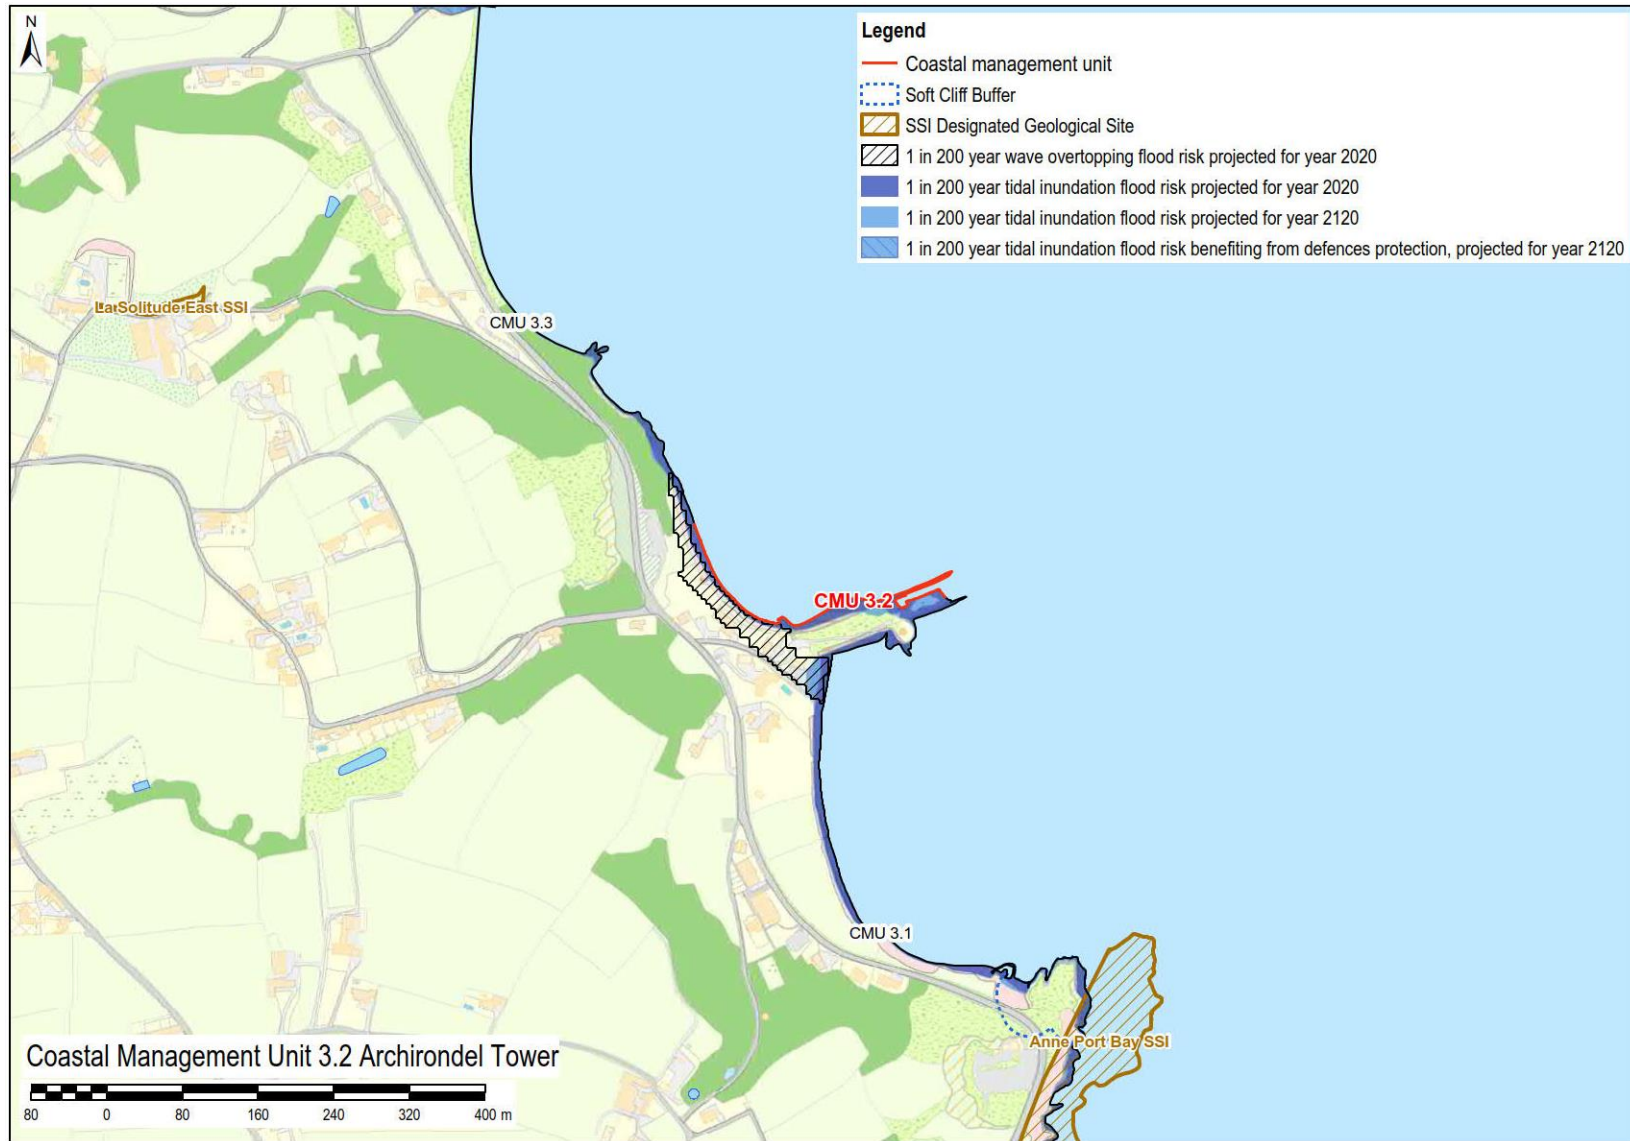 N
Legend
Coastal management unit
Soft Cliff Buffer
SSI Designated Geological Site
1 in 200 year wave overtopping flood risk projected for year 2020
1 in 200 year tidal inundation flood risk projected for year 2020
1 in 200 year tidal inundation flood risk projected for year 2120
1 in 200 year tidal inundation flood risk benefiting from defences protection, projected for year 2120
La Solitude East SSI
CMU 3.3
CMU 3.2
CMU 3.1
Anne Port Bay SSI
Coastal Management Unit 3.2 Archirondel Tower
80 0 80 160 240 320 400 m